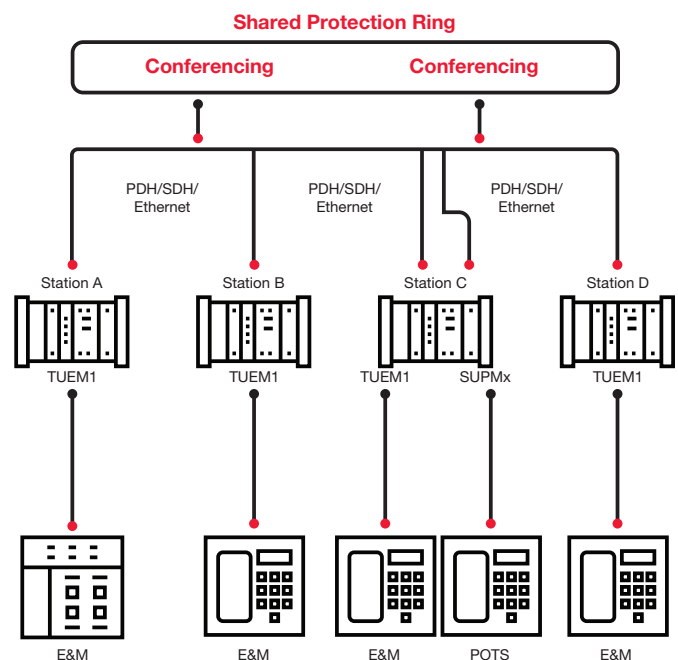 Shared Protection Ring
Conferencing
Conferencing
PDH/SDH/
Ethernet
PDH/SDH/
Ethernet
PDH/SDH/
Ethernet
Station A
Station B
Station C
Station D
TUEM1
TUEM1
TUEM1
SUPMx
TUEM1
E&M
E&M
E&M
POTS
E&M